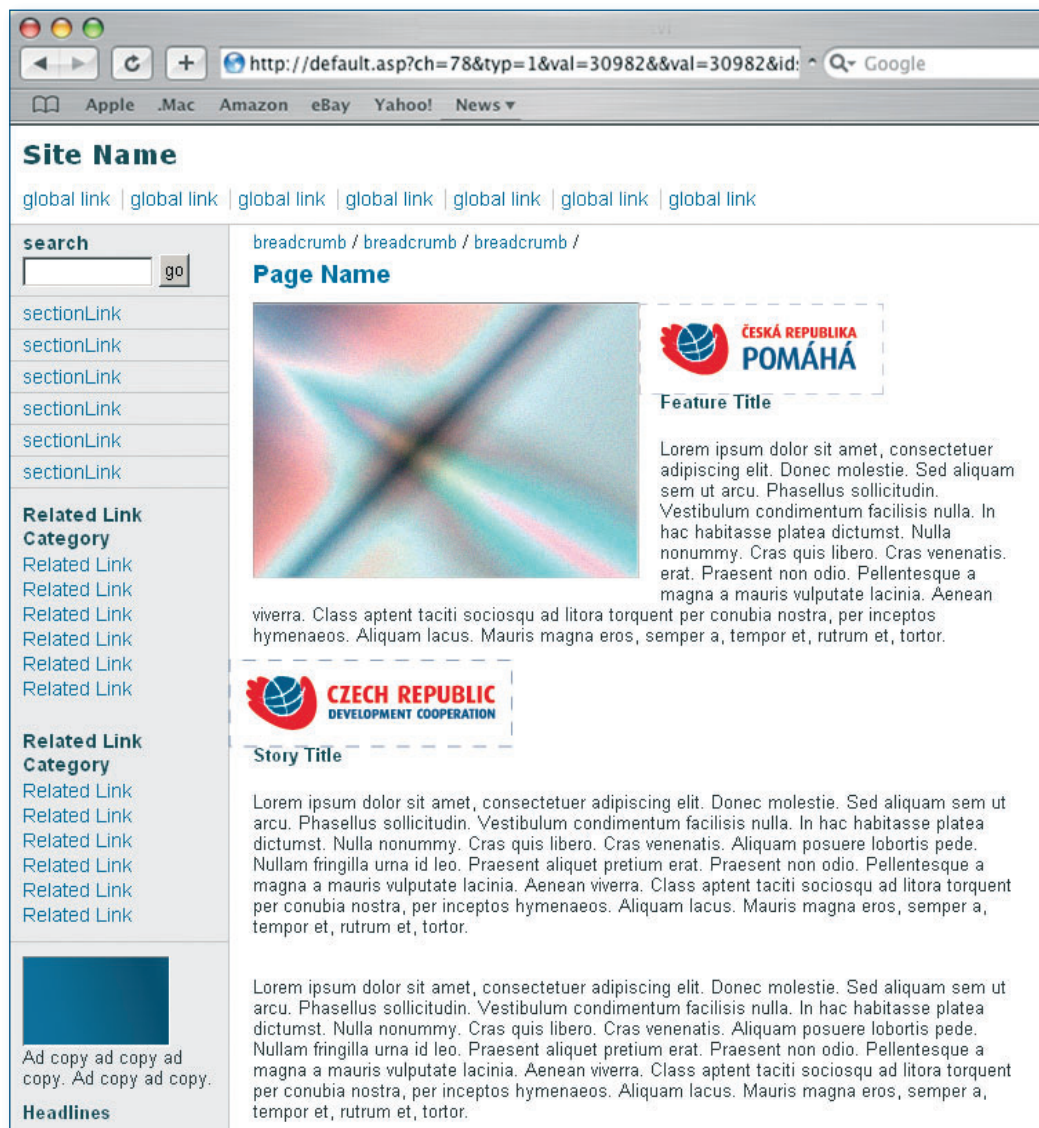 http://default.asp?ch=78&typ=1&val=30982&&val=30982&id:
Google
Apple .Mac Amazon eBay Yahoo! News
Site Name
global link | global link | global link | global link | global link | global link | global link
search
go
sectionLink
sectionLink
sectionLink
sectionLink
sectionLink
sectionLink
Related Link
Category
Related Link
Related Link
Related Link
Related Link
Related Link
Related Link
Related Link
Category
Related Link
Related Link
Related Link
Related Link
Related Link
Related Link
Ad copy ad copy ad
copy. Ad copy ad copy.
Headlines
breadcrumb / breadcrumb / breadcrumb /
Page Name
ČESKÁ REPUBLIKA
POMÁHÁ
Feature Title
Lorem ipsum dolor sit amet, consectetuer
adipiscing elit. Donec molestie. Sed aliquam
sem ut arcu. Phasellus sollicitudin.
Vestibulum condimentum facilisis nulla. In
hac habitasse platea dictumst. Nulla
nonummy. Cras quis libero. Cras venenatis.
erat. Praesent non odio. Pellentesque a
magna a mauris vulputate lacinia. Aenean
viverra. Class aptent taciti sociosqu ad litora torquent per conubia nostra, per inceptos
hymenaeos. Aliquam lacus. Mauris magna eros, semper a, tempor et, rutrum et, tortor.
CZECH REPUBLIC
DEVELOPMENT COOPERATION
Story Title
Lorem ipsum dolor sit amet, consectetuer adipiscing elit. Donec molestie. Sed aliquam sem ut
arcu. Phasellus sollicitudin. Vestibulum condimentum facilisis nulla. In hac habitasse platea
dictumst. Nulla nonummy. Cras quis libero. Cras venenatis. Aliquam posuere lobortis pede.
Nullam fringilla urna id leo. Praesent aliquet pretium erat. Praesent non odio. Pellentesque a
magna a mauris vulputate lacinia. Aenean viverra. Class aptent taciti sociosqu ad litora torquent
per conubia nostra, per inceptos hymenaeos. Aliquam lacus. Mauris magna eros, semper a,
tempor et, rutrum et, tortor.
Lorem ipsum dolor sit amet, consectetuer adipiscing elit. Donec molestie. Sed aliquam sem ut
arcu. Phasellus sollicitudin. Vestibulum condimentum facilisis nulla. In hac habitasse platea
dictumst. Nulla nonummy. Cras quis libero. Cras venenatis. Aliquam posuere lobortis pede.
Nullam fringilla urna id leo. Praesent aliquet pretium erat. Praesent non odio. Pellentesque a
magna a mauris vulputate lacinia. Aenean viverra. Class aptent taciti sociosqu ad litora torquent
per conubia nostra, per inceptos hymenaeos. Aliquam lacus. Mauris magna eros, semper a,
tempor et, rutrum et, tortor.